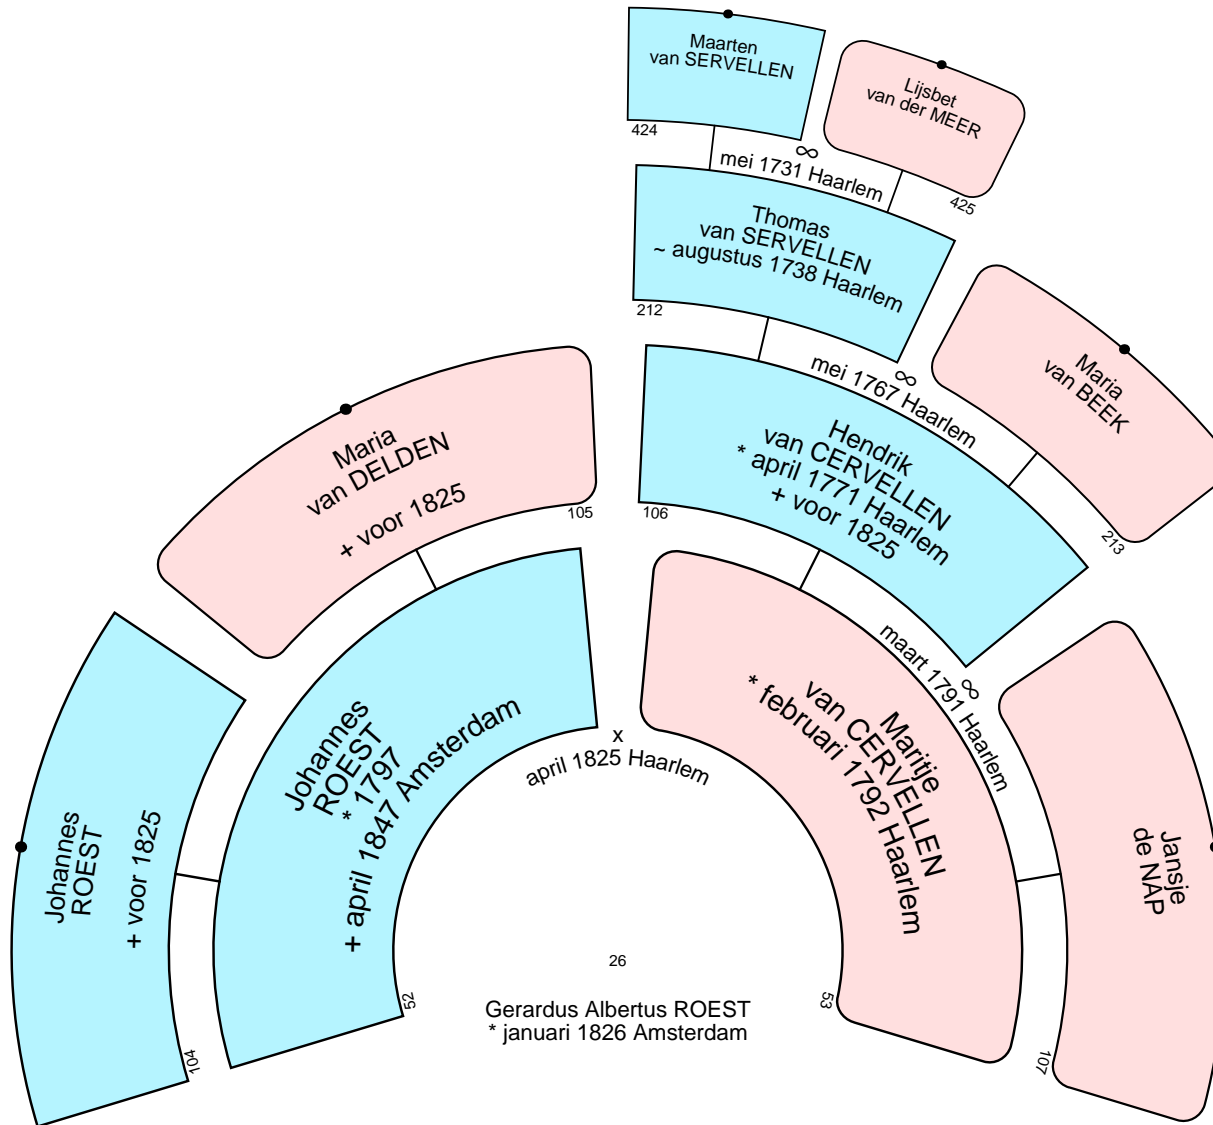 Maarten
van SERVELLEN
424
Lijsbet
van der MEER
425
∞
mei 1731 Haarlem
Thomas
van SERVELLEN
~ augustus 1738 Haarlem
212
Maria
van BEEK
213
∞
mei 1767 Haarlem
Maria
van DELDEN
+ voor 1825
105
Hendrik
van CERVELLEN
* april 1771 Haarlem
+ voor 1825
106
∞
maart 1791 Haarlem
Johannes
ROEST
+ voor 1825
104
Johannes
ROEST
* 1797
+ april 1847 Amsterdam
52
x
april 1825 Haarlem
Maritje
van CERVELLEN
* februari 1792 Haarlem
53
Jansje
de NAP
107
26
Gerardus Albertus ROEST
* januari 1826 Amsterdam